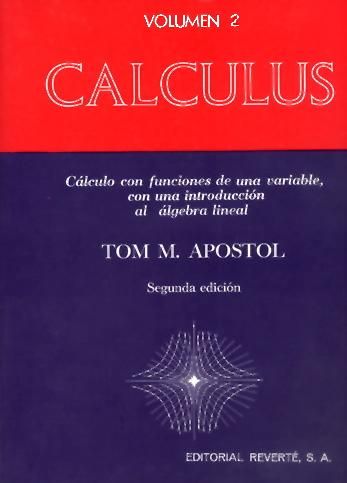 VOLUMEN 2
CALCULUS
Cálculo con funciones de una variable,
con una introducción
al álgebra lineal
TOM M. APOSTOL
Segunda edición
EDITORIAL REVERTÉ, S. A.